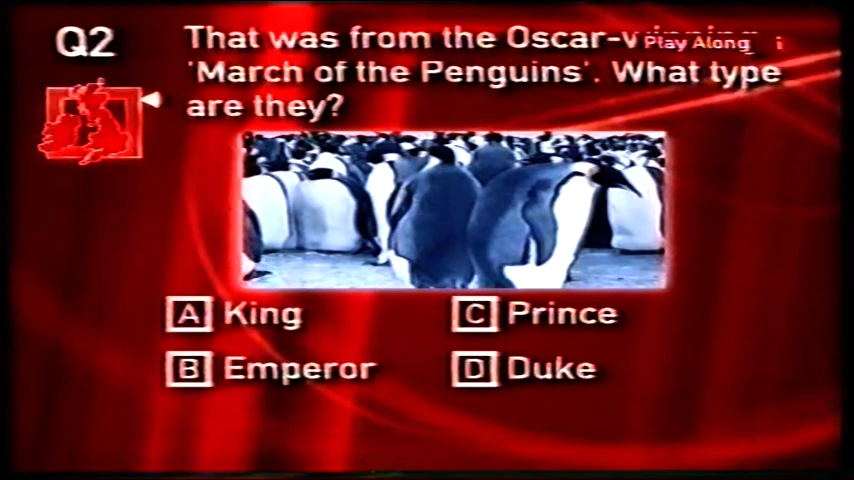 Q2
That was from the Oscar-
Play Along i
'March of the Penguins'. What type
are they?
A King
C Prince
B Emperor
D Duke